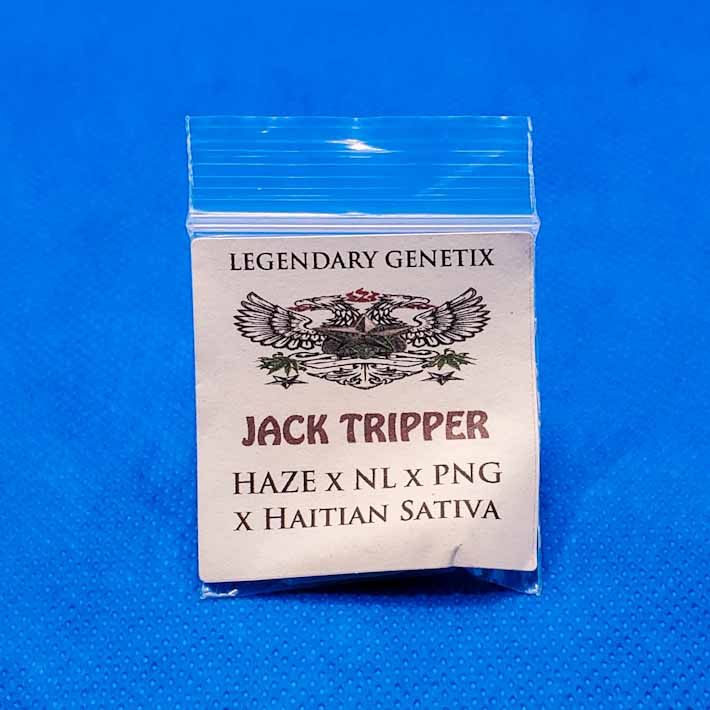 LEGENDARY GENETIX
JACK TRIPPER
HAZE x NL x PNG
x HAITIAN SATIVA